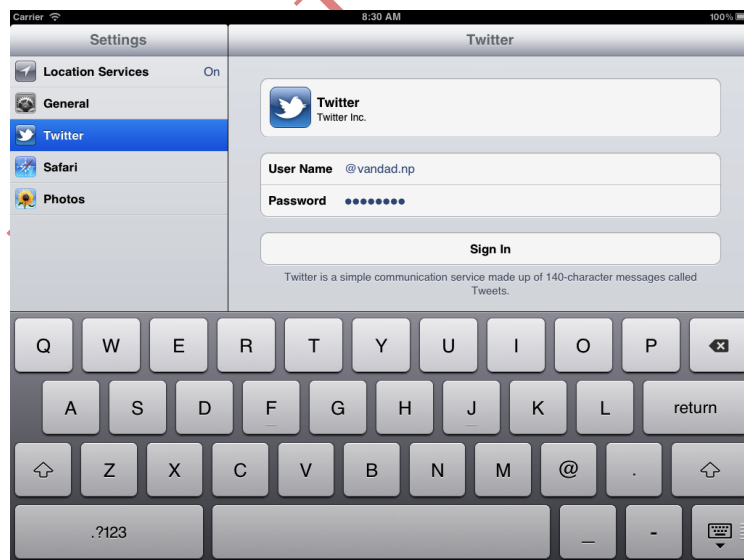 Carrier 8:30 AM 100%
Settings
Twitter
Location Services On
General
Twitter
Safari
Photos
Twitter
Twitter Inc.
User Name @vandad.np
Password ●●●●●●●●
Sign In
Twitter is a simple communication service made up of 140-character messages called
Tweets.
Q W E R T Y U I O P
A S D F G H J K L return
Z X C V B N M @ .
.?123 _ -